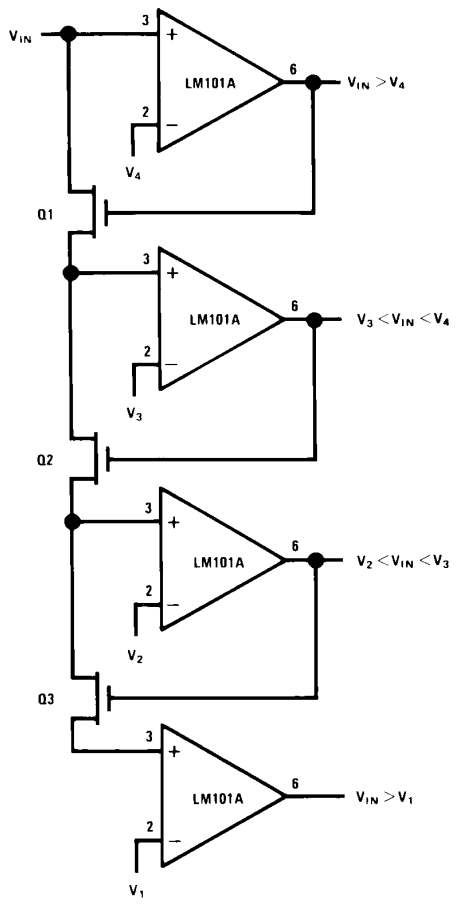 V_IN 3 + LM101A 6 V_IN > V_4
2 −
V_4
Q1
3 + LM101A 6 V_3 < V_IN < V_4
2 −
V_3
Q2
3 + LM101A 6 V_2 < V_IN < V_3
2 −
V_2
Q3
3 + LM101A 6 V_IN > V_1
2 −
V_1